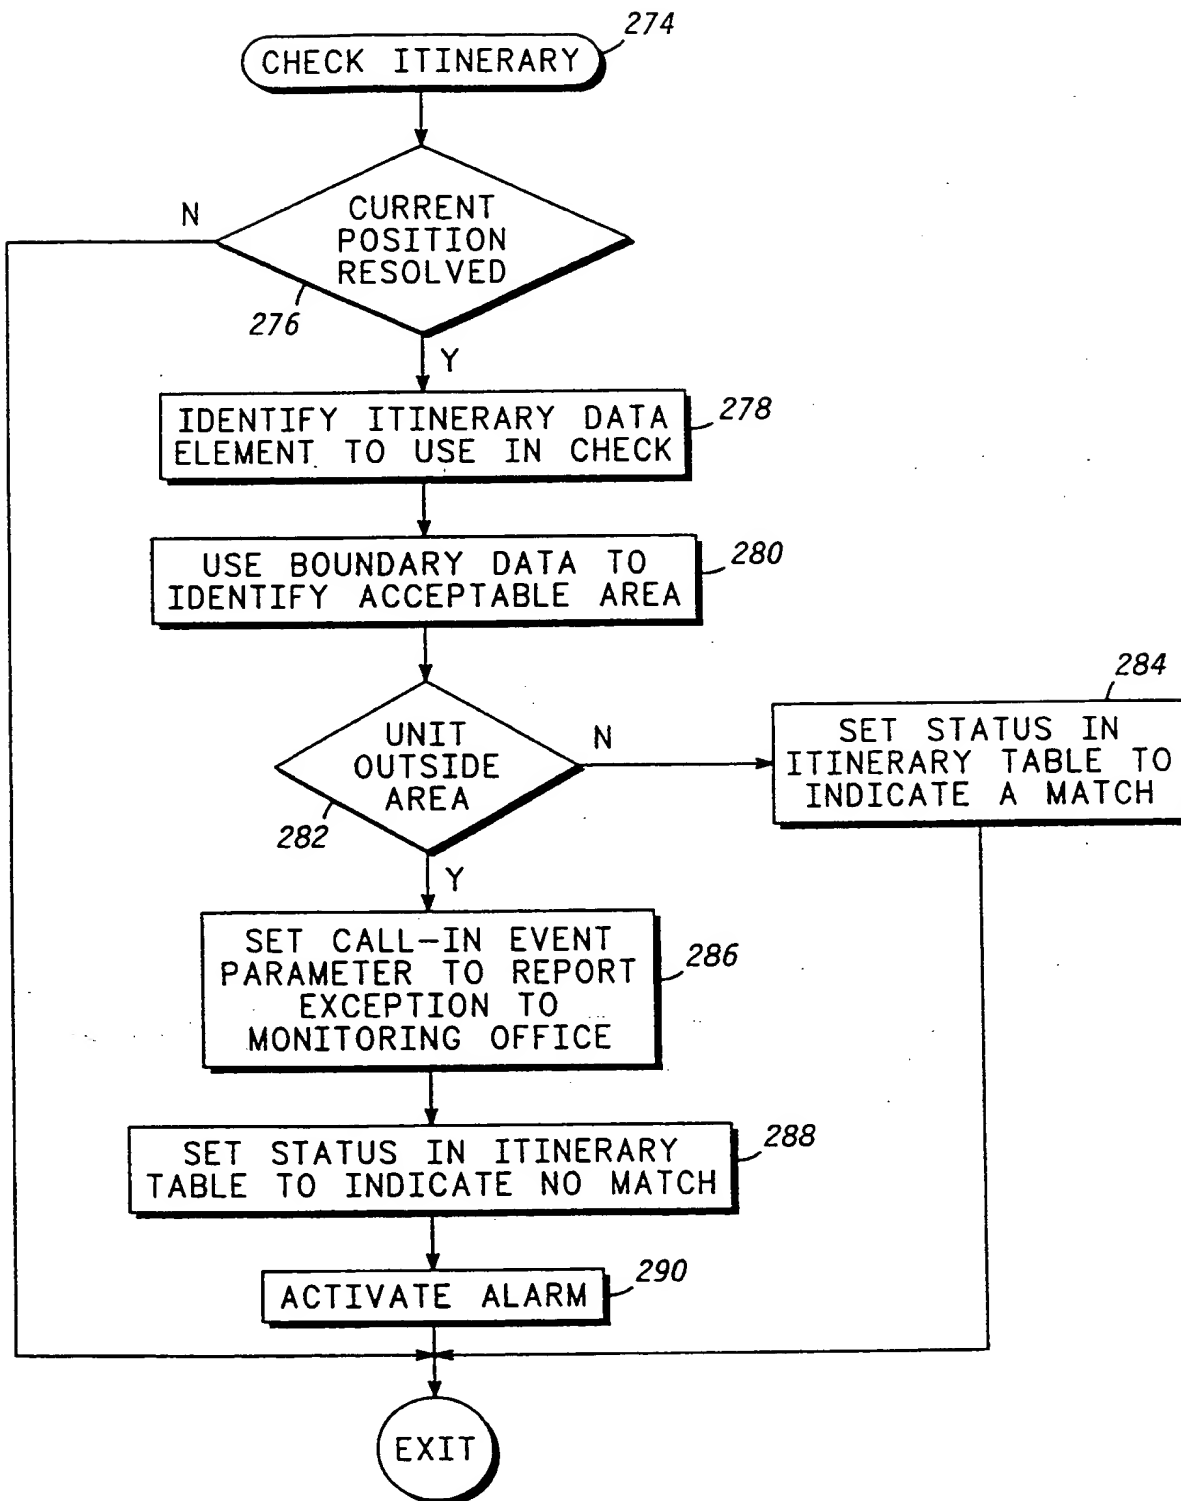 274
CHECK ITINERARY
N
CURRENT
POSITION
RESOLVED
276
Y
278
IDENTIFY ITINERARY DATA
ELEMENT TO USE IN CHECK
280
USE BOUNDARY DATA TO
IDENTIFY ACCEPTABLE AREA
284
UNIT
OUTSIDE
AREA
N
282
SET STATUS IN
ITINERARY TABLE TO
INDICATE A MATCH
Y
SET CALL-IN EVENT
PARAMETER TO REPORT
EXCEPTION TO
MONITORING OFFICE
286
SET STATUS IN ITINERARY
TABLE TO INDICATE NO MATCH
288
ACTIVATE ALARM
290
EXIT